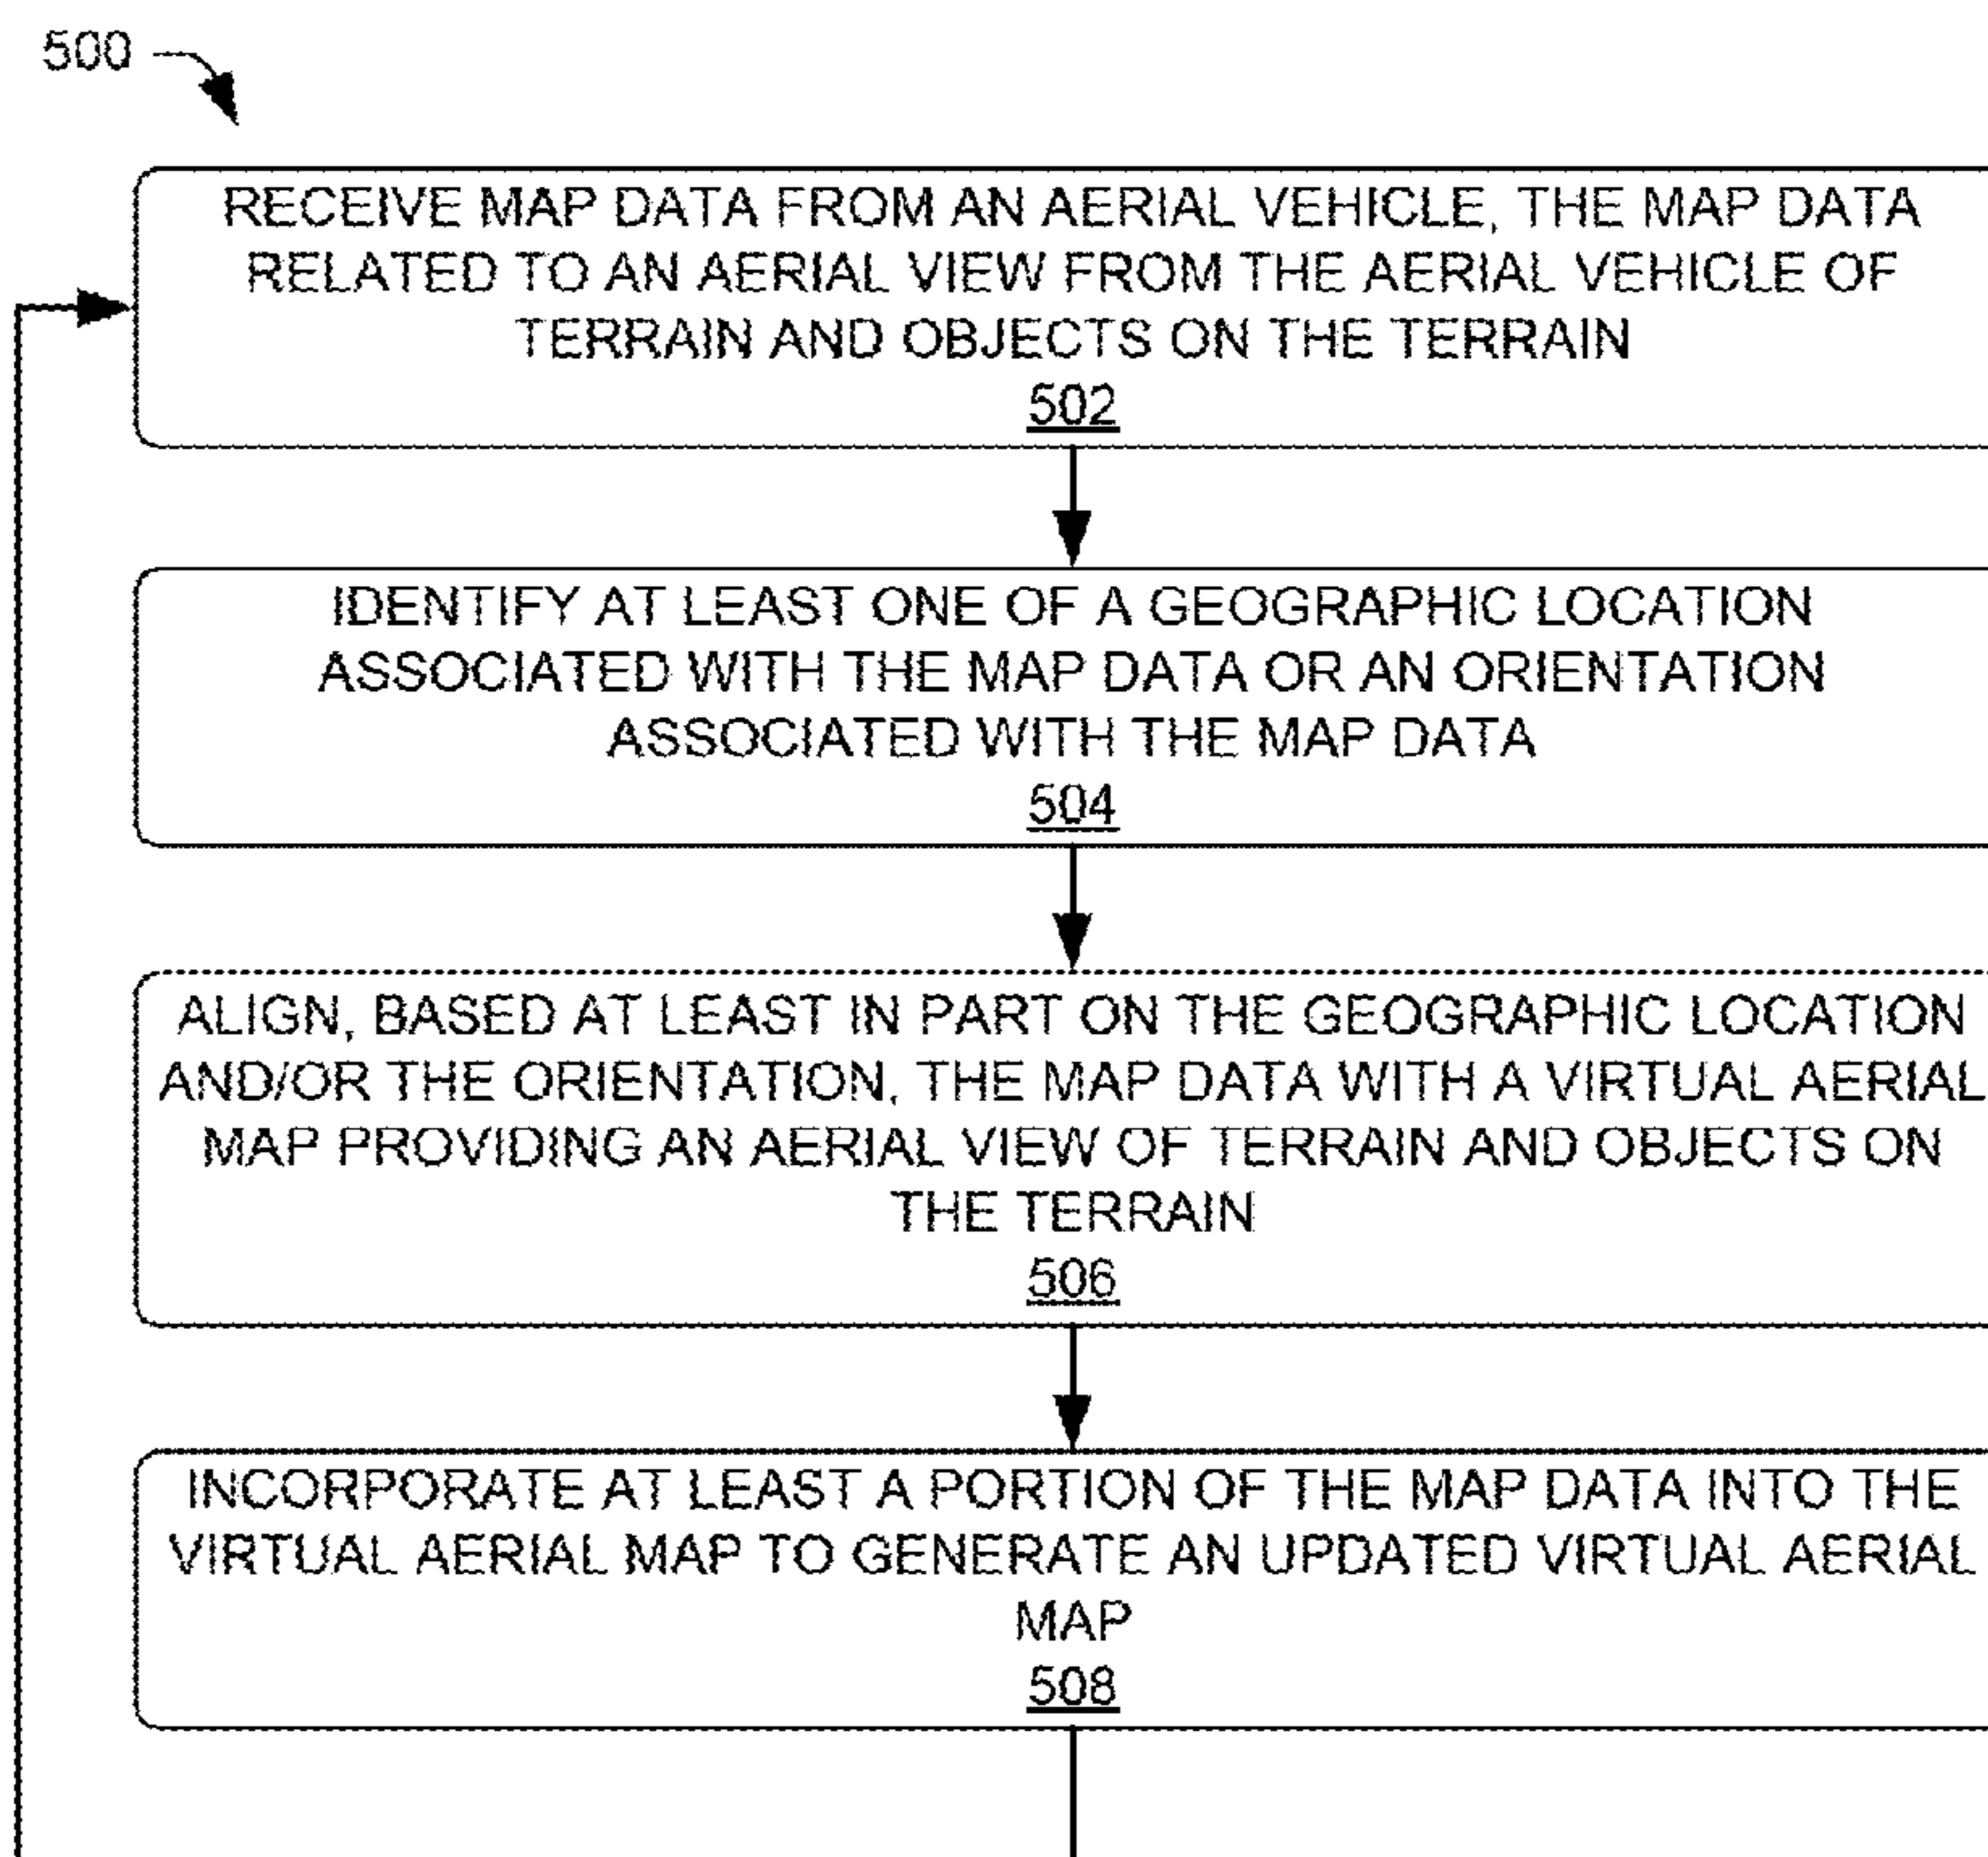 500
RECEIVE MAP DATA FROM AN AERIAL VEHICLE, THE MAP DATA
RELATED TO AN AERIAL VIEW FROM THE AERIAL VEHICLE OF
TERRAIN AND OBJECTS ON THE TERRAIN
502
IDENTIFY AT LEAST ONE OF A GEOGRAPHIC LOCATION
ASSOCIATED WITH THE MAP DATA OR AN ORIENTATION
ASSOCIATED WITH THE MAP DATA
504
ALIGN, BASED AT LEAST IN PART ON THE GEOGRAPHIC LOCATION
AND/OR THE ORIENTATION, THE MAP DATA WITH A VIRTUAL AERIAL
MAP PROVIDING AN AERIAL VIEW OF TERRAIN AND OBJECTS ON
THE TERRAIN
506
INCORPORATE AT LEAST A PORTION OF THE MAP DATA INTO THE
VIRTUAL AERIAL MAP TO GENERATE AN UPDATED VIRTUAL AERIAL
MAP
508